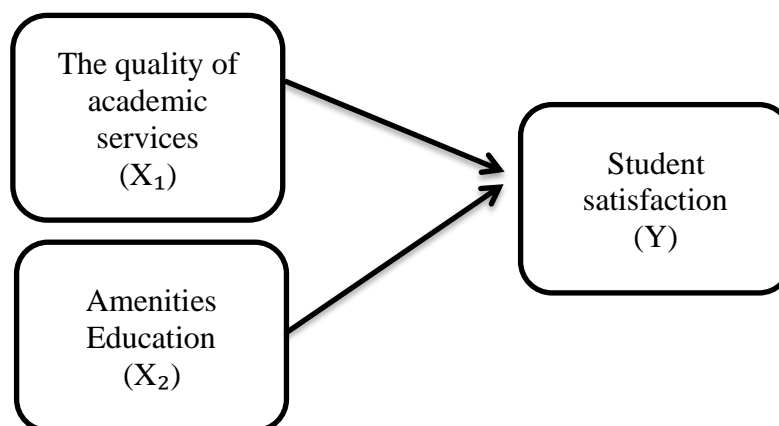 The quality of
academic
services
(X₁)
Amenities
Education
(X₂)
Student
satisfaction
(Y)